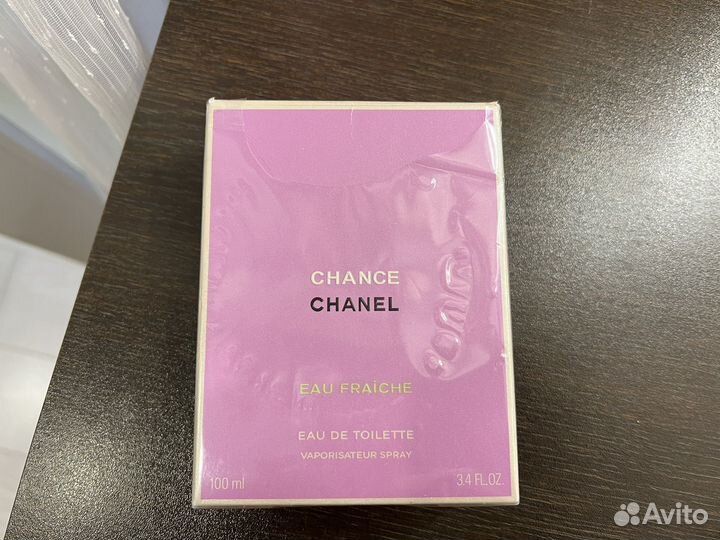 CHANCE
CHANEL
EAU FRAÎCHE
EAU DE TOILETTE
VAPORISATEUR SPRAY
100 ml 3.4 FL.OZ.
Avito